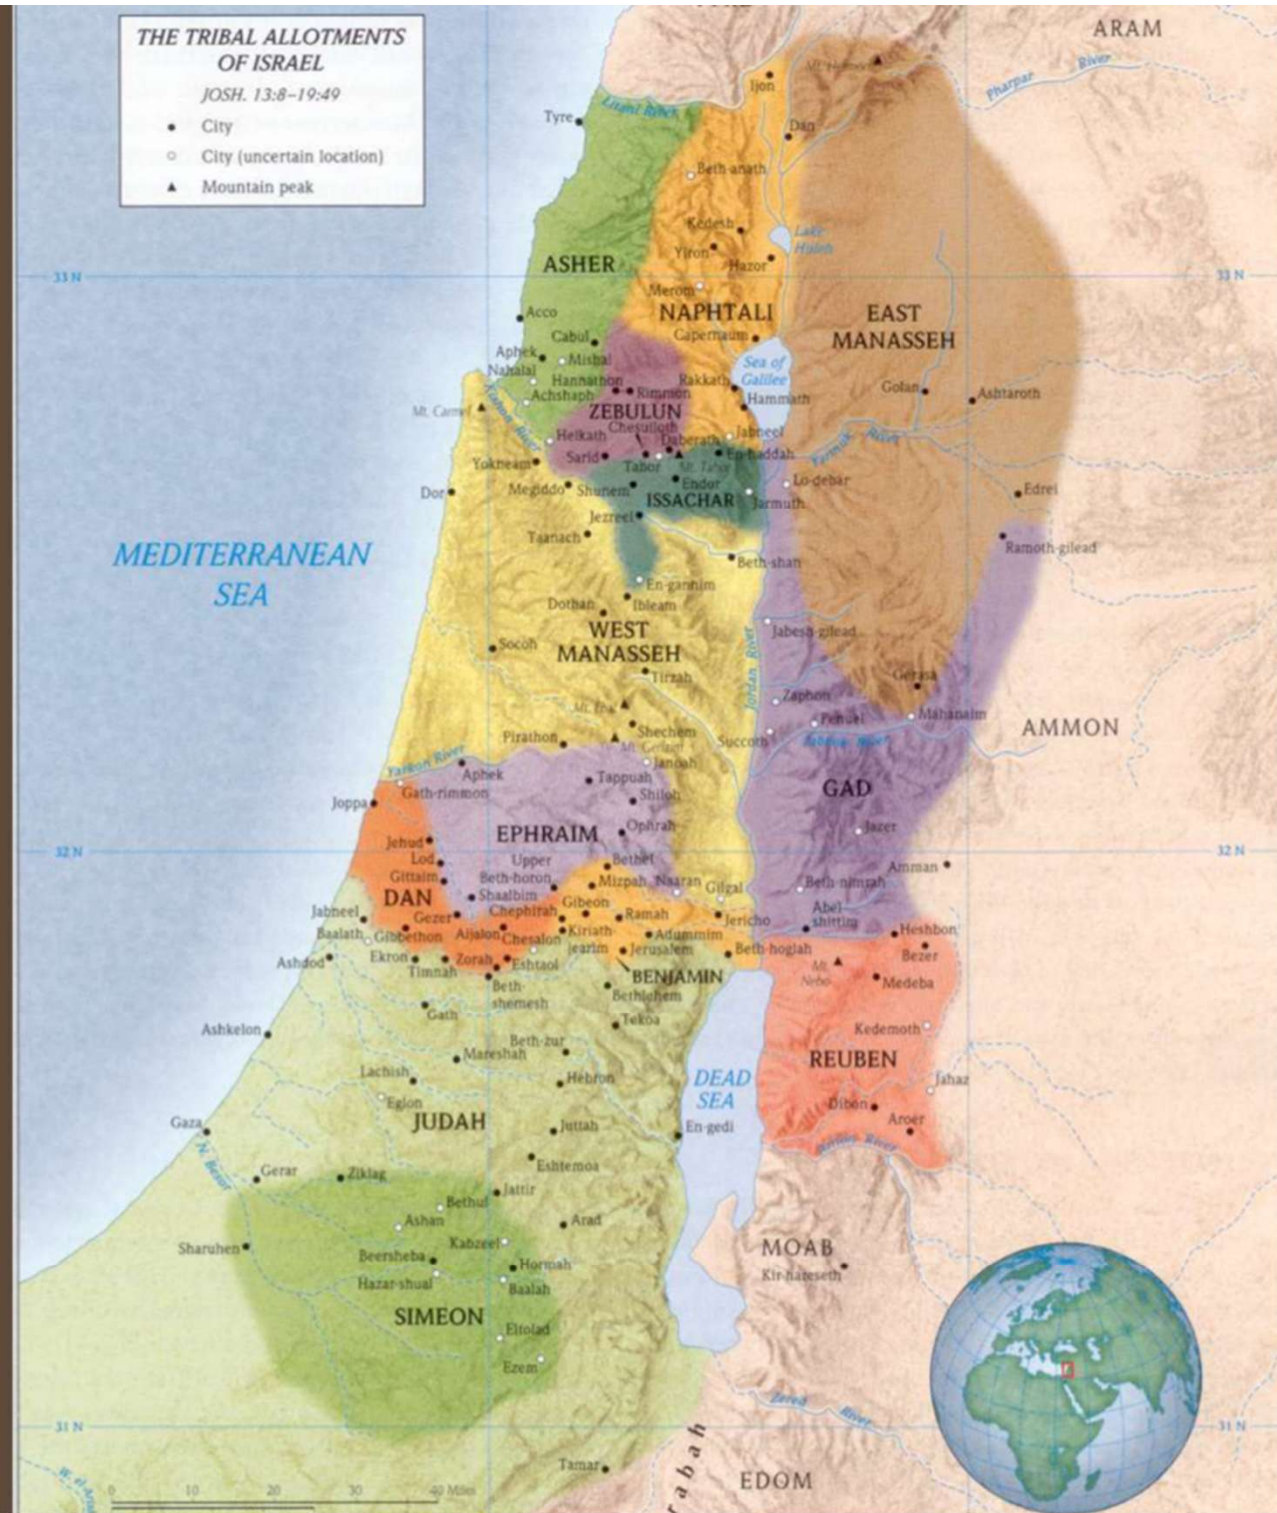 THE TRIBAL ALLOTMENTS
OF ISRAEL
JOSH. 13:8–19:49
City
City (uncertain location)
Mountain peak
ARAM
Pharpar River
Mt. Hermon
Ijon
Litani River
Tyre
Dan
Beth-anath
Kedesh
Lake
Huleh
Yiron
Hazor
ASHER
33 N
33 N
Merom
NAPHTALI
EAST
MANASSEH
Acco
Capernaum
Cabul
Aphek
Mishal
Sea of
Galilee
Nahalal
Hannathon
Rimmon
Rakkath
Golan
Ashtaroth
Achshaph
Hammath
Mt. Carmel
Kishon River
ZEBULUN
Chesulloth
Jabneel
Helkath
Daberath
Yarmuk River
Sarid
Tabor
Mt. Tabor
En-haddah
Yokneam
Endor
Lo-debar
Dor
Megiddo
Shunem
ISSACHAR
Jarmuth
Edrei
Jezreel
Taanach
Ramoth-gilead
MEDITERRANEAN
SEA
Beth-shan
En-gannim
Dothan
Ibleam
WEST
MANASSEH
Jabesh-gilead
Socoh
Jordan River
Tirzah
Gerasa
Zaphon
Mt. Ebal
Penuel
Mahanaim
AMMON
Shechem
Pirathon
Mt. Gerizim
Succoth
Jabbok River
Yarkon River
Janoah
Aphek
Tappuah
Gath-rimmon
GAD
Joppa
Shiloh
Jazer
EPHRAIM
Ophrah
Jehud
32 N
32 N
Lod
Upper
Beth-horon
Bethel
Amman
Gittaim
Mizpah
Naaran
Gilgal
Beth-nimrah
DAN
Shaalbim
Gibeon
Jabneel
Gezer
Chephirah
Ramah
Jericho
Abel
shittim
Baalath
Gibbethon
Aijalon
Chesalon
Kiriath-
jearim
Adummim
Heshbon
Ashdod
Ekron
Timnah
Zorah
Eshtaol
Jerusalem
Beth-hoglah
Bezer
Beth-
shemesh
BENJAMIN
Mt.
Nebo
Medeba
Bethlehem
Gath
Tekoa
Ashkelon
Kedemoth
Beth-zur
Mareshah
REUBEN
Lachish
Hebron
DEAD
SEA
Jahaz
Eglon
Dibon
JUDAH
Gaza
Juttah
En-gedi
Aroer
N. Besor
Arnon River
Eshtemoa
Gerar
Ziklag
Jattir
Bethul
Ashan
Arad
Sharuhen
Kabzeel
MOAB
Beersheba
Hormah
Kir-hareseth
Hazar-shual
Baalah
SIMEON
Eltolad
Ezem
Zered River
31 N
31 N
Tamar
EDOM
rabah
0 10 20 30 40 Miles